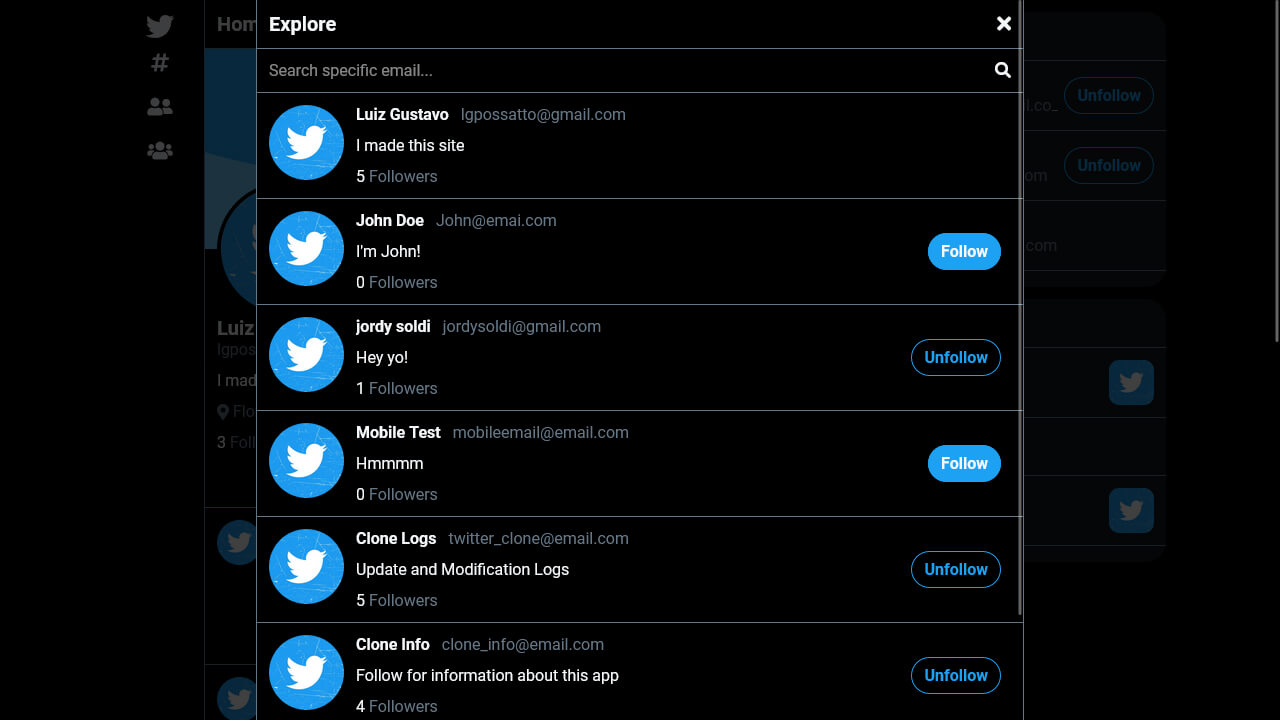 Explore
Search specific email...
Luiz Gustavo lgpossatto@gmail.com
I made this site
5 Followers
John Doe John@emai.com
I'm John!
0 Followers
Follow
jordy soldi jordysoldi@gmail.com
Hey yo!
1 Followers
Unfollow
Mobile Test mobileemail@email.com
Hmmmm
0 Followers
Follow
Clone Logs twitter_clone@email.com
Update and Modification Logs
5 Followers
Unfollow
Clone Info clone_info@email.com
Follow for information about this app
4 Followers
Unfollow
Hom
Luiz
lgpos
I mad
Flo
3 Foll
l.co_
Unfollow
om
Unfollow
.com